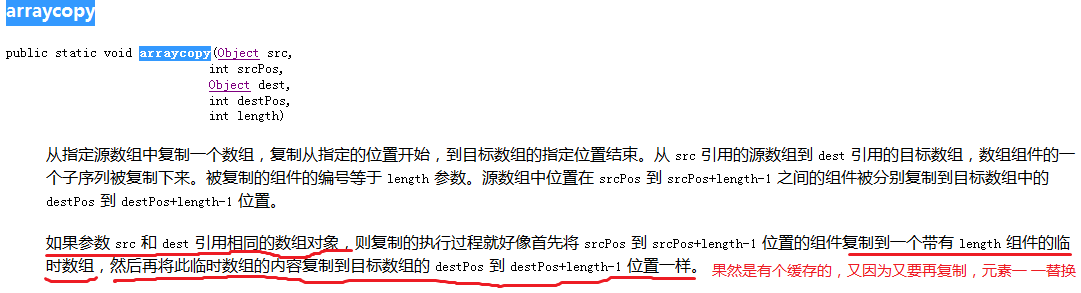 arraycopy
public static void arraycopy(Object src,
int srcPos,
Object dest,
int destPos,
int length)
从指定源数组中复制一个数组，复制从指定的位置开始，到目标数组的指定位置结束。从 src 引用的源数组到 dest 引用的目标数组，数组组件的一
个子序列被复制下来。被复制的组件的编号等于 length 参数。源数组中位置在 srcPos 到 srcPos+length-1 之间的组件被分别复制到目标数组中的
destPos 到 destPos+length-1 位置。
如果参数 src 和 dest 引用相同的数组对象，则复制的执行过程就好像首先将 srcPos 到 srcPos+length-1 位置的组件复制到一个带有 length 组件的临
时数组，然后再将此临时数组的内容复制到目标数组的 destPos 到 destPos+length-1 位置一样。 果然是有个缓存的，又因为又要再复制，元素一 一替换